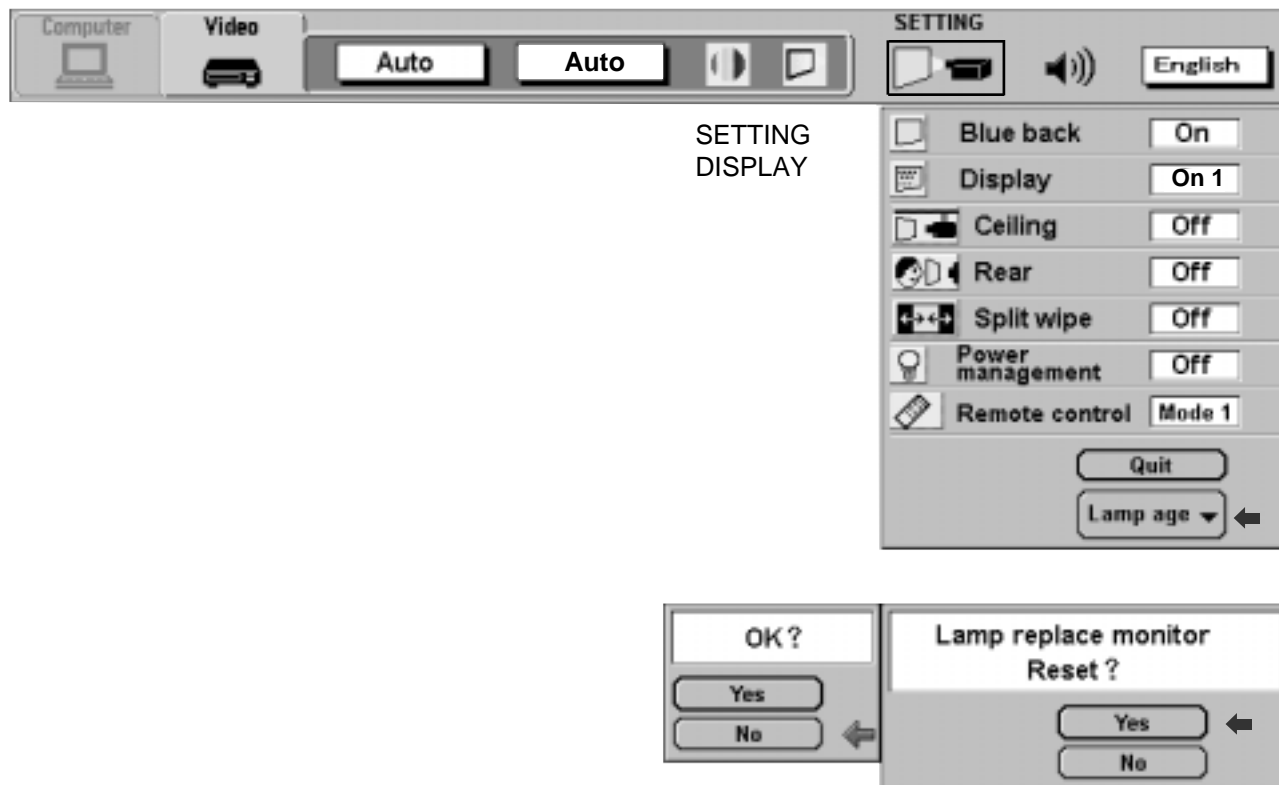 Computer
Video
Auto
Auto
SETTING
English
SETTING
DISPLAY
Blue back On
Display On 1
Ceiling Off
Rear Off
Split wipe Off
Power
management Off
Remote control Mode 1
Quit
Lamp age
OK?
Yes
No
Lamp replace monitor
Reset ?
Yes
No